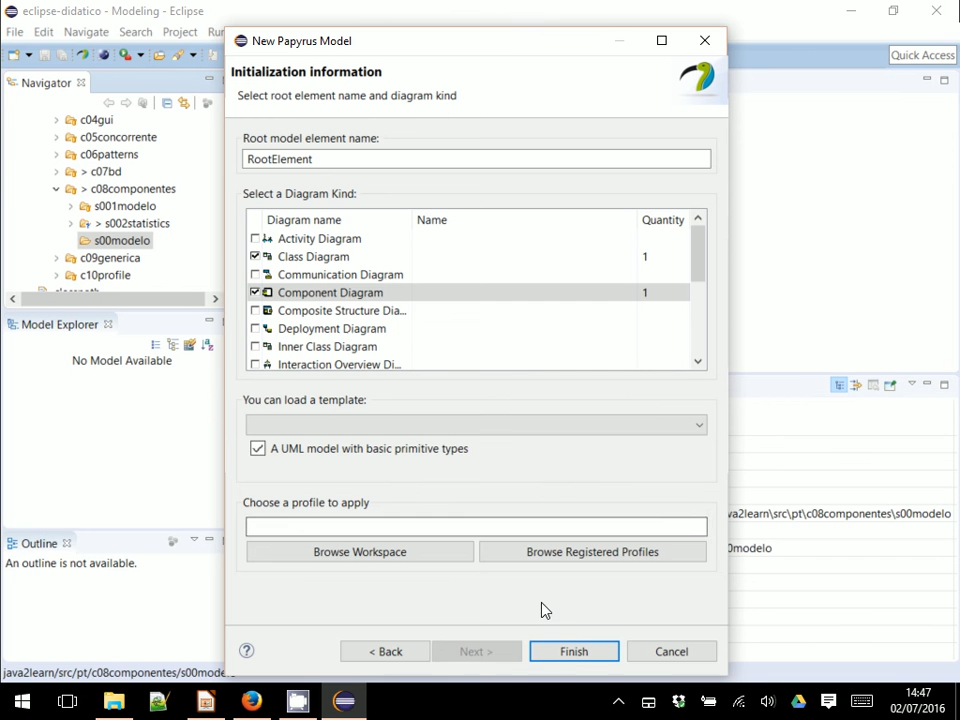 eclipse-didatico - Modeling - Eclipse
File Edit Navigate Search Project Ru
Quick Access
Navigator
c04gui
c05concorrente
c06patterns
> c07bd
> c08componentes
s001modelo
> s002statistics
s00modelo
c09generica
c10profile
Model Explorer
No Model Available
Outline
An outline is not available.
java2learn/src/pt/c08componentes/s00mode
New Papyrus Model
Initialization information
Select root element name and diagram kind
Root model element name:
RootElement
Select a Diagram Kind:
Diagram name Name Quantity
Activity Diagram
Class Diagram 1
Communication Diagram
Component Diagram 1
Composite Structure Dia...
Deployment Diagram
Inner Class Diagram
Interaction Overview Di...
You can load a template:
A UML model with basic primitive types
Choose a profile to apply
Browse Workspace Browse Registered Profiles
< Back Next > Finish Cancel
va2learn\src\pt\c08componentes\s00modelo
0modelo
14:47
02/07/2016